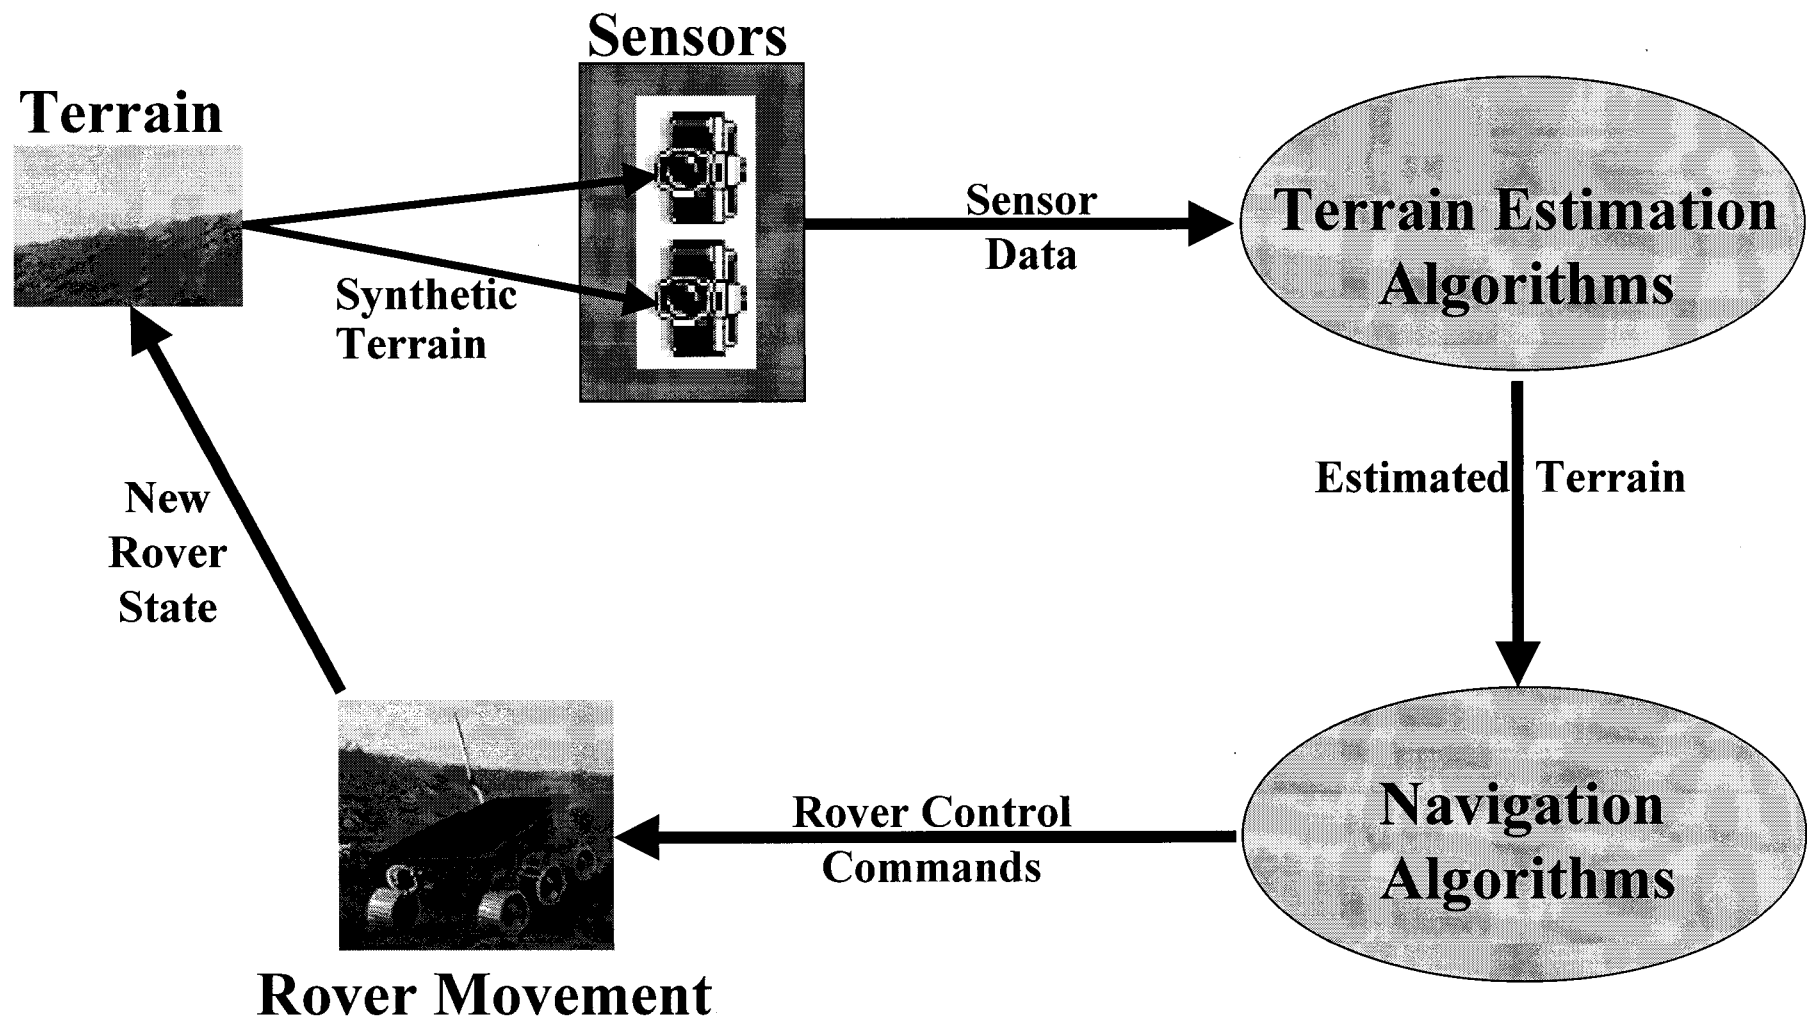 Sensors
Terrain
Synthetic
Terrain
Sensor
Data
Terrain Estimation
Algorithms
Estimated Terrain
Navigation
Algorithms
Rover Control
Commands
Rover Movement
New
Rover
State